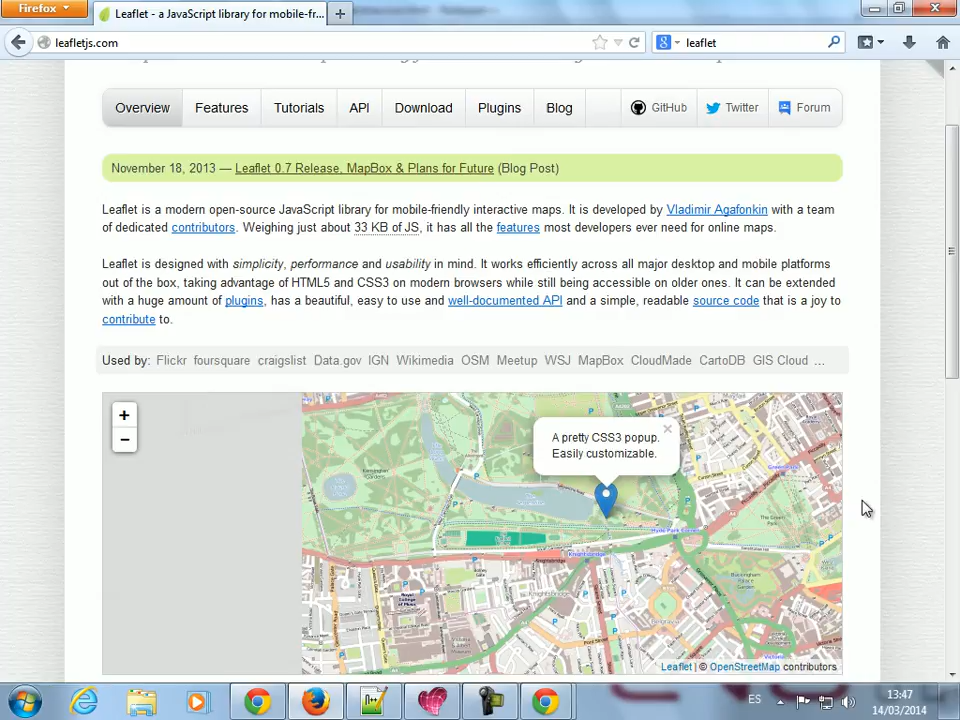 Firefox
Leaflet - a JavaScript library for mobile-fr...
leafletjs.com
leaflet
Overview Features Tutorials API Download Plugins Blog GitHub Twitter Forum
November 18, 2013 — Leaflet 0.7 Release, MapBox & Plans for Future (Blog Post)
Leaflet is a modern open-source JavaScript library for mobile-friendly interactive maps. It is developed by Vladimir Agafonkin with a team
of dedicated contributors. Weighing just about 33 KB of JS, it has all the features most developers ever need for online maps.
Leaflet is designed with simplicity, performance and usability in mind. It works efficiently across all major desktop and mobile platforms
out of the box, taking advantage of HTML5 and CSS3 on modern browsers while still being accessible on older ones. It can be extended
with a huge amount of plugins, has a beautiful, easy to use and well-documented API and a simple, readable source code that is a joy to
contribute to.
Used by: Flickr foursquare craigslist Data.gov IGN Wikimedia OSM Meetup WSJ MapBox CloudMade CartoDB GIS Cloud ...
+
−
A pretty CSS3 popup.
Easily customizable.
×
Hyde Park Corner
Knightsbridge
Royal
College
of Music
Leaflet | © OpenStreetMap contributors
ES
13:47
14/03/2014